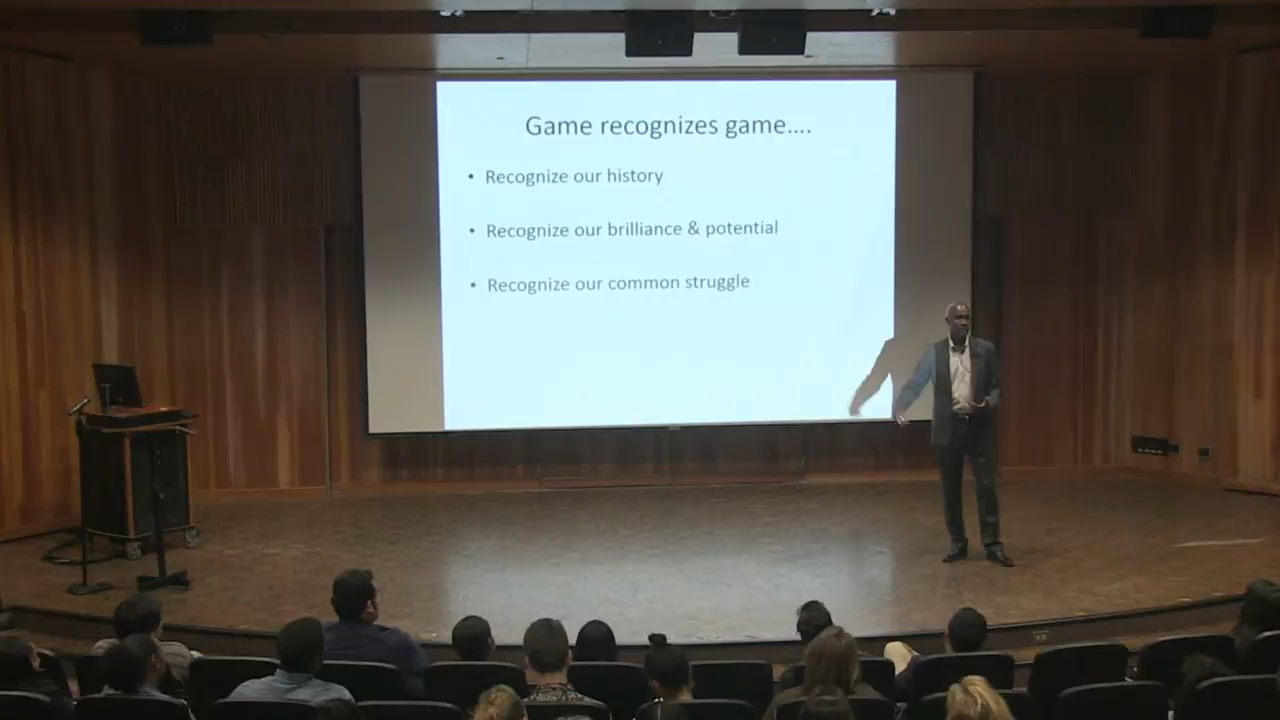 Game recognizes game....
• Recognize our history
• Recognize our brilliance & potential
• Recognize our common struggle